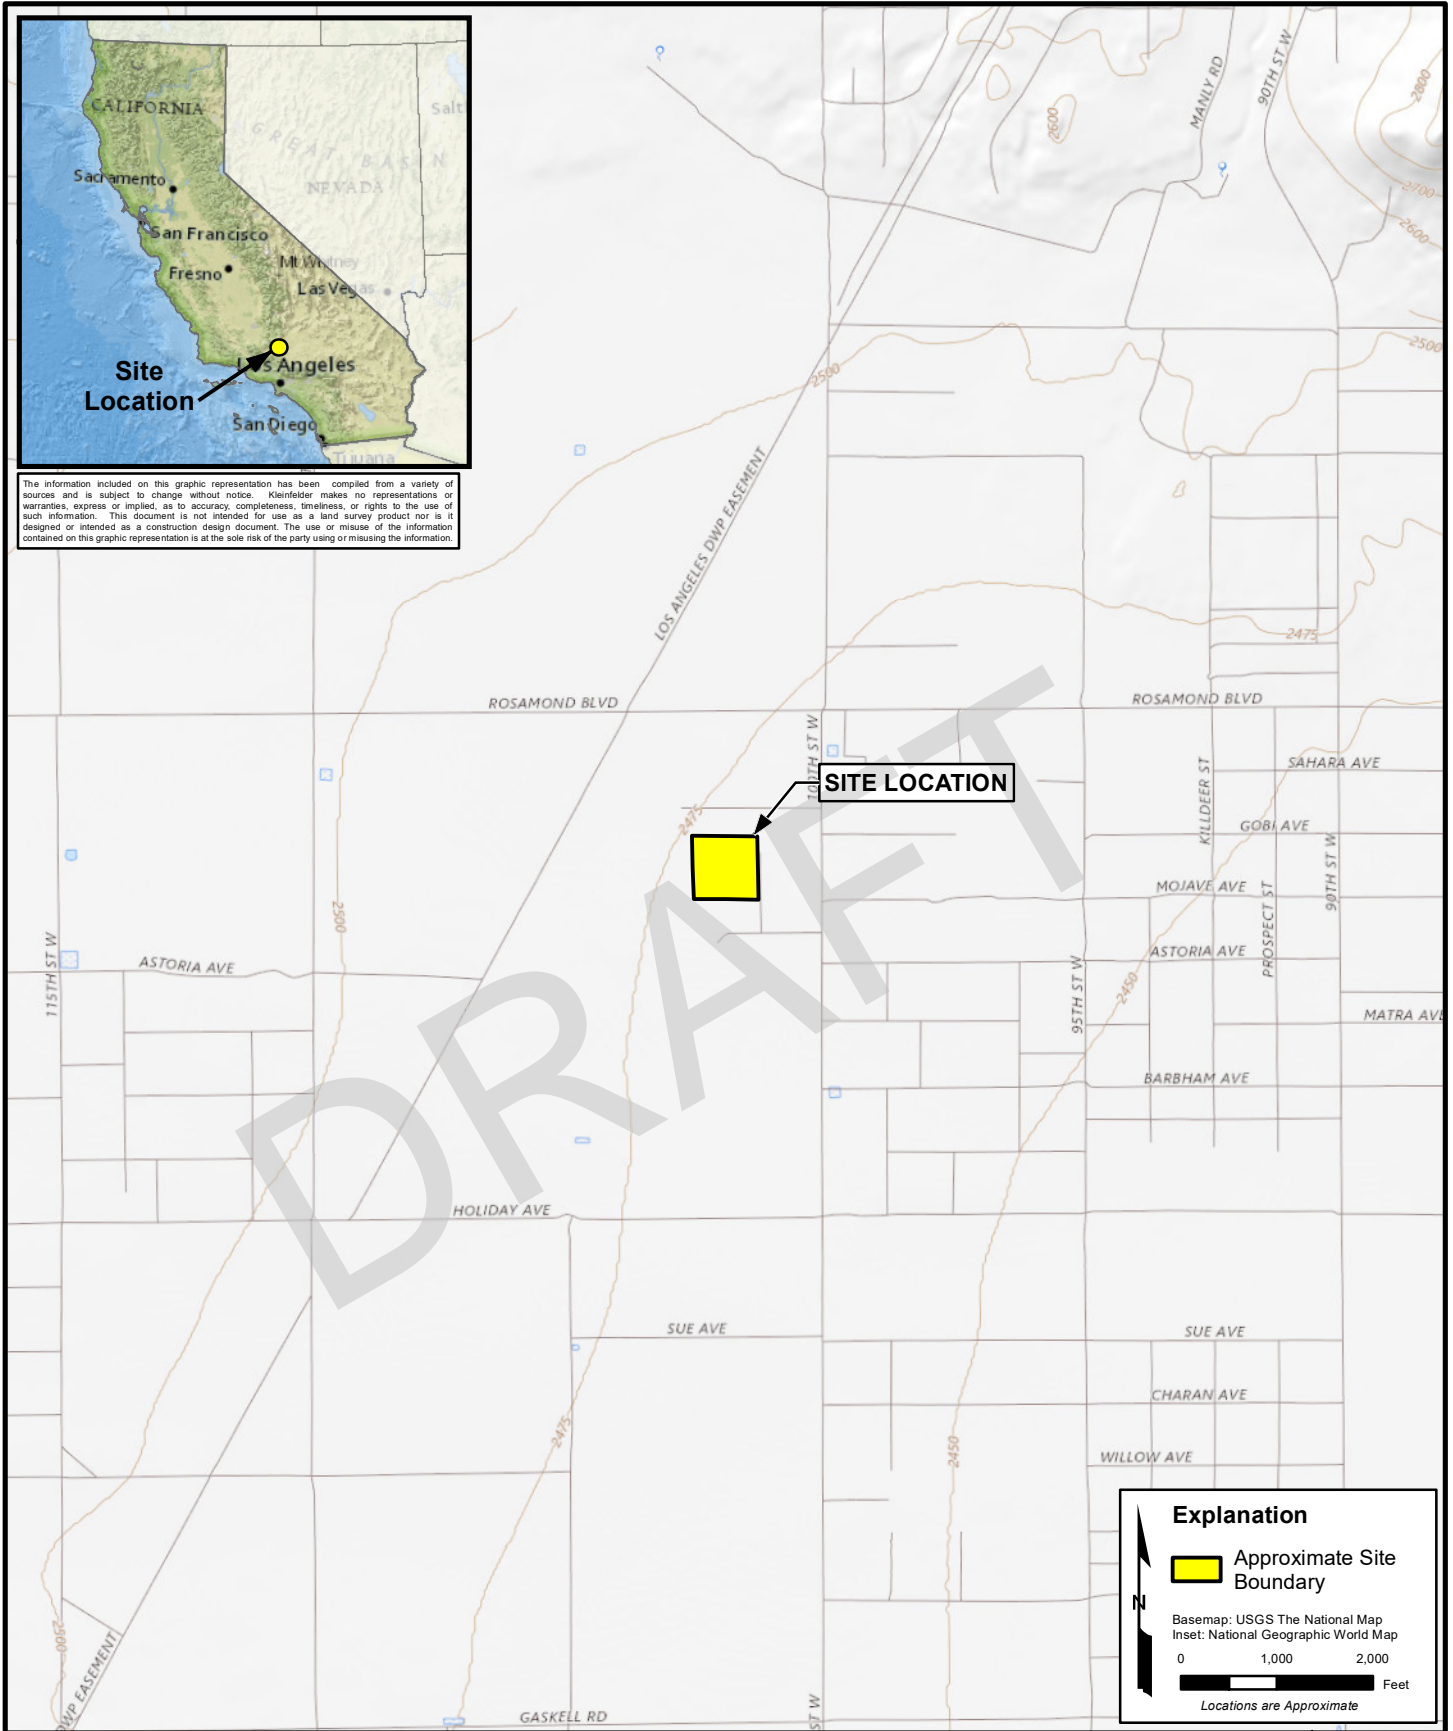 CALIFORNIA
Salt
GREAT BASIN
NEVADA
Sacramento
San Francisco
Mt Whitney
Fresno
Las Vegas
Site
Location
Los Angeles
San Diego
Tijuana
The information included on this graphic representation has been compiled from a variety of
sources and is subject to change without notice. Kleinfelder makes no representations or
warranties, express or implied, as to accuracy, completeness, timeliness, or rights to the use of
such information. This document is not intended for use as a land survey product nor is it
designed or intended as a construction design document. The use or misuse of the information
contained on this graphic representation is at the sole risk of the party using or misusing the information.
MANLY RD
90TH ST W
2800
2600
2700
2600
2500
2500
LOS ANGELES DWP EASEMENT
2475
ROSAMOND BLVD
ROSAMOND BLVD
100TH ST W
SITE LOCATION
KILLDEER ST
SAHARA AVE
2475
GOBI AVE
90TH ST W
MOJAVE AVE
2500
PROSPECT ST
115TH ST W
ASTORIA AVE
ASTORIA AVE
95TH ST W
2450
MATRA AVE
BARBHAM AVE
DRAFT
HOLIDAY AVE
SUE AVE
SUE AVE
CHARAN AVE
2475
2450
WILLOW AVE
2500
DWP EASEMENT
GASKELL RD
ST W
Explanation
Approximate Site
Boundary
N
Basemap: USGS The National Map
Inset: National Geographic World Map
0 1,000 2,000
Feet
Locations are Approximate